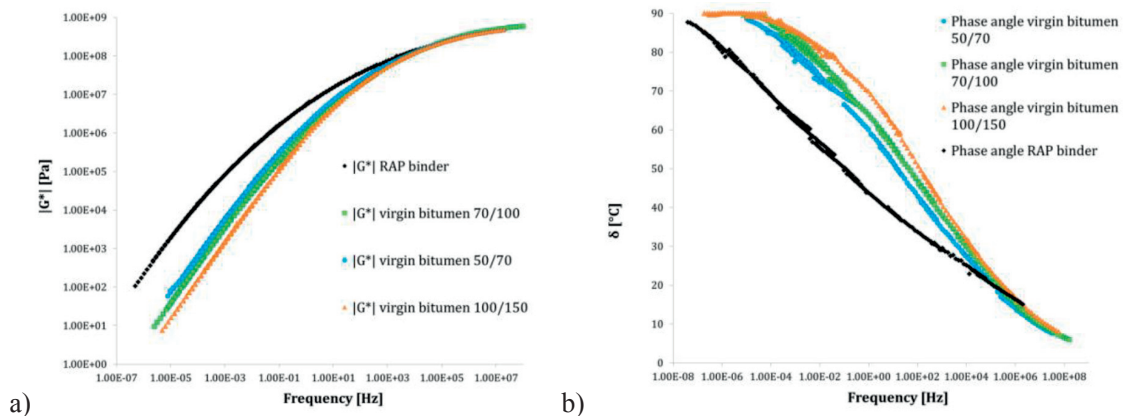 1.00E+09
1.00E+08
1.00E+07
1.00E+06
1.00E+05
1.00E+04
1.00E+03
1.00E+02
1.00E+01
1.00E+00
|G*| [Pa]
|G*| RAP binder
|G*| virgin bitumen 70/100
|G*| virgin bitumen 50/70
|G*| virgin bitumen 100/150
1.00E-07 1.00E-05 1.00E-03 1.00E-01 1.00E+01 1.00E+03 1.00E+05 1.00E+07
Frequency [Hz]
a)
90
80
70
60
50
40
30
20
10
0
δ [°C]
Phase angle virgin bitumen
50/70
Phase angle virgin bitumen
70/100
Phase angle virgin bitumen
100/150
Phase angle RAP binder
1.00E-08 1.00E-06 1.00E-04 1.00E-02 1.00E+00 1.00E+02 1.00E+04 1.00E+06 1.00E+08
Frequency [Hz]
b)